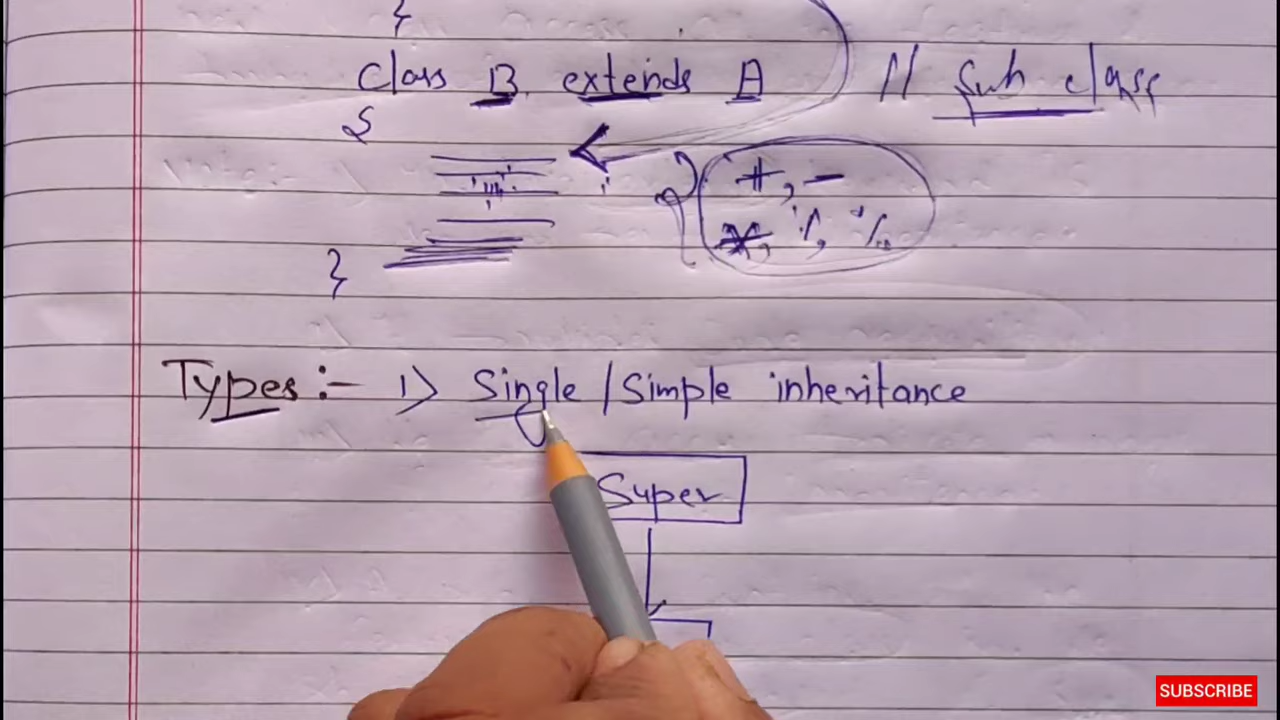 }
class B extends A // Sub class
{
+, -
*, /, %
}
Types :- 1) Single / Simple inheritance
Super
SUBSCRIBE